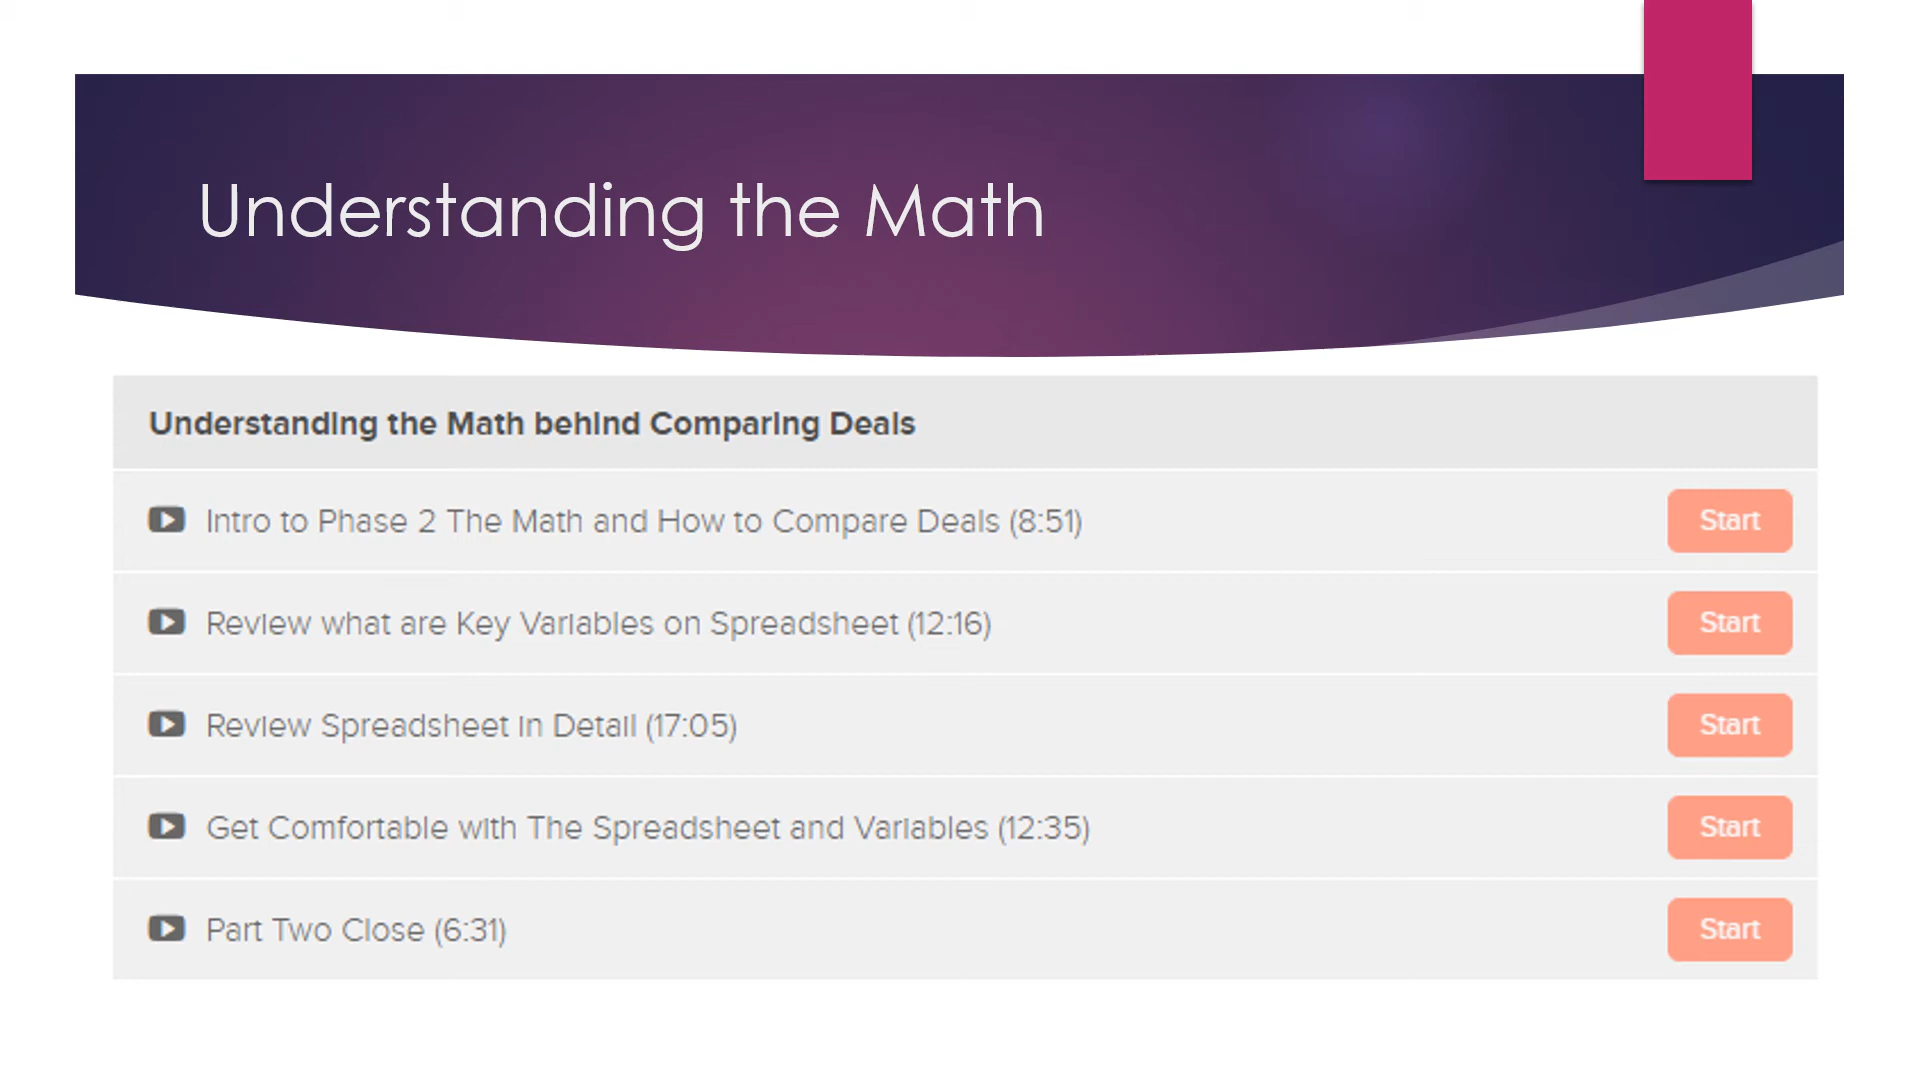 Understanding the Math
Understanding the Math behind Comparing Deals
Intro to Phase 2 The Math and How to Compare Deals (8:51)
Start
Review what are Key Variables on Spreadsheet (12:16)
Start
Review Spreadsheet in Detail (17:05)
Start
Get Comfortable with The Spreadsheet and Variables (12:35)
Start
Part Two Close (6:31)
Start